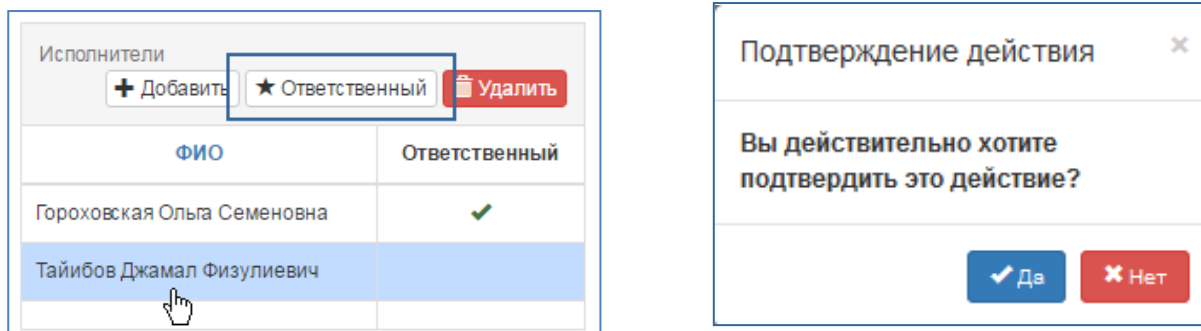 Исполнители
Добавить Ответственный Удалить
ФИО Ответственный
Гороховская Ольга Семеновна
Тайибов Джамал Физулиевич
Подтверждение действия
Вы действительно хотите
подтвердить это действие?
Да Нет